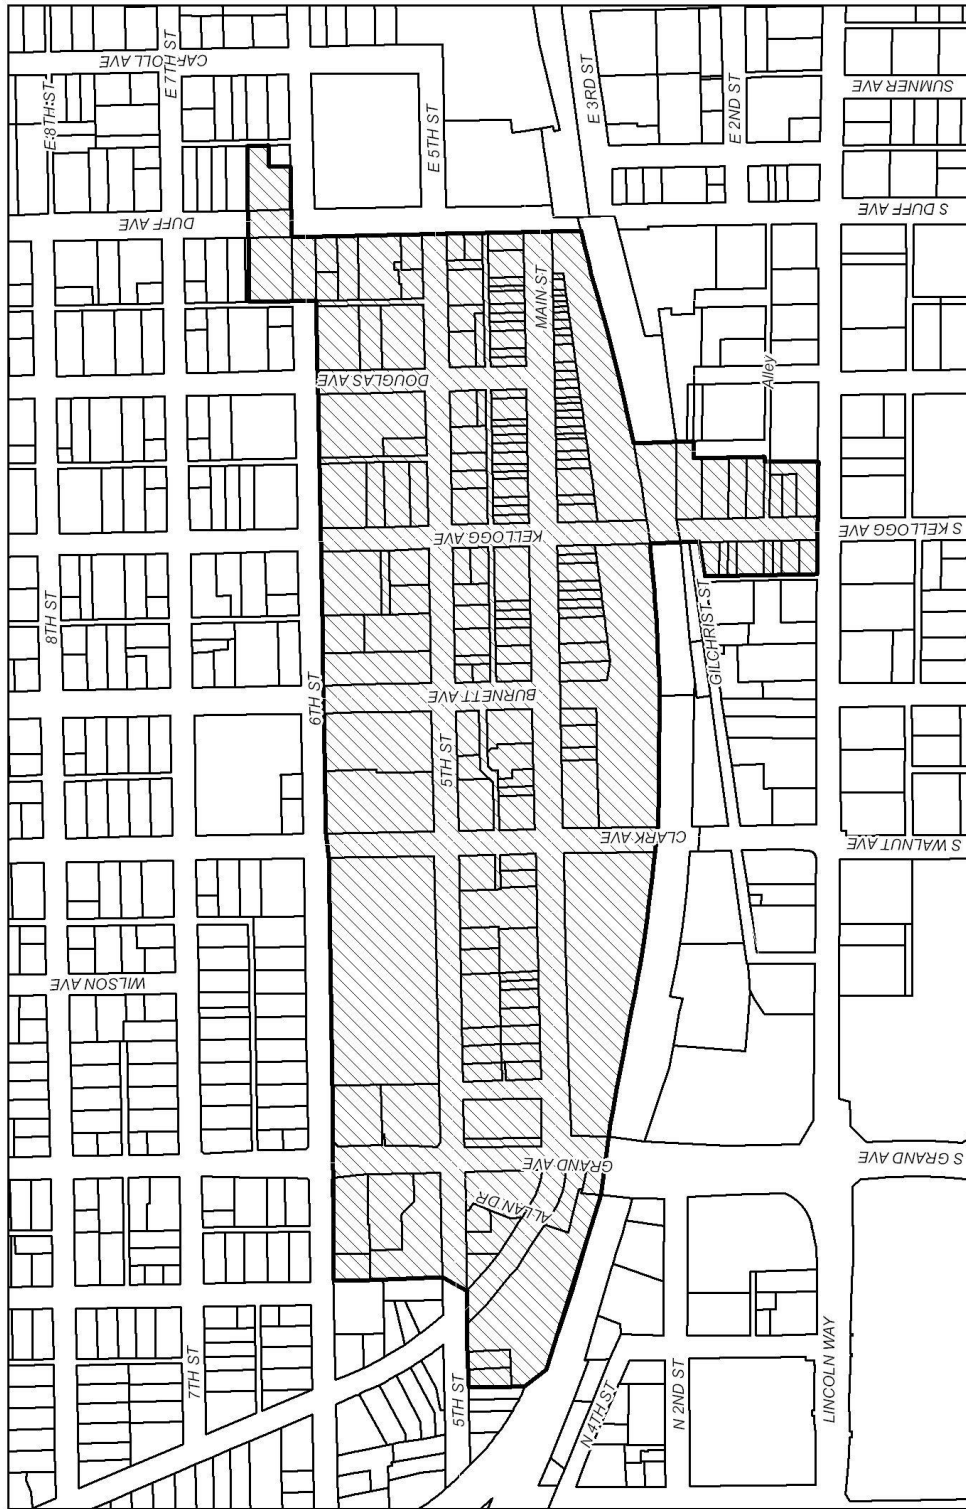 CARROLL AVE
E 7TH ST
E 8TH ST
DUFF AVE
E 5TH ST
E 3RD ST
E 2ND ST
SUMNER AVE
S DUFF AVE
MAIN ST
DOUGLAS AVE
Alley
KELLOGG AVE
S KELLOGG AVE
8TH ST
6TH ST
BURNETT AVE
5TH ST
GILCHRIST ST
CLARK AVE
S WALNUT AVE
WILSON AVE
GRAND AVE
S GRAND AVE
ALLAN DR
7TH ST
5TH ST
N 4TH ST
N 2ND ST
LINCOLN WAY